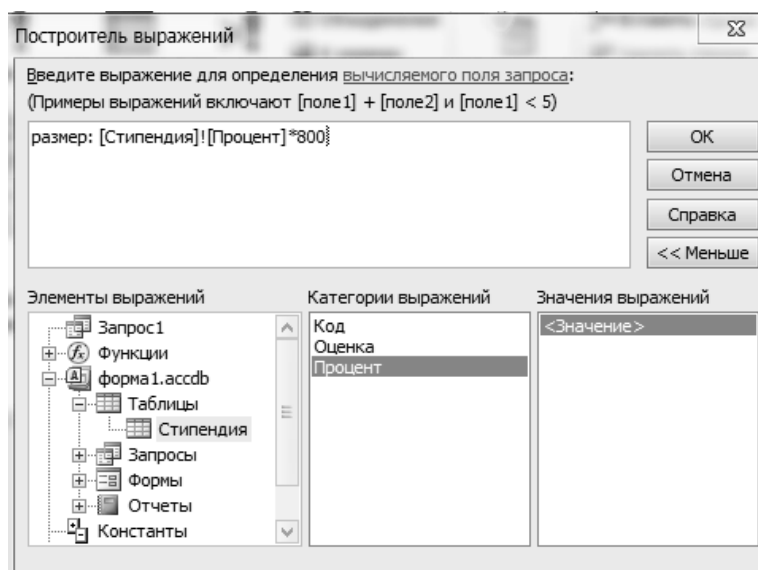 Построитель выражений
Введите выражение для определения вычисляемого поля запроса:
(Примеры выражений включают [поле1] + [поле2] и [поле1] < 5)
размер: [Стипендия]![Процент]*800
ОК
Отмена
Справка
<< Меньше
Элементы выражений
Категории выражений
Значения выражений
Запрос1
Функции
форма1.accdb
Таблицы
Стипендия
Запросы
Формы
Отчеты
Константы
Код
Оценка
Процент
<Значение>